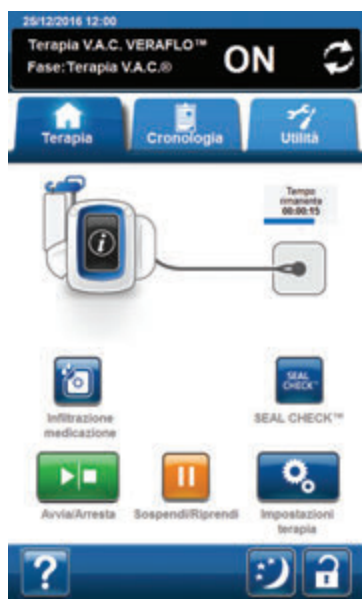 25/12/2016 12:00
Terapia V.A.C. VERAFLO™
Fase:Terapia V.A.C.®
ON
Terapia
Cronologia
Utilità
Tempo
rimanente
00:00:15
SEAL
CHECK™
Infiltrazione
medicazione
SEAL CHECK™
Avvia/Arresta
Sospendi/Riprendi
Impostazioni
terapia
?